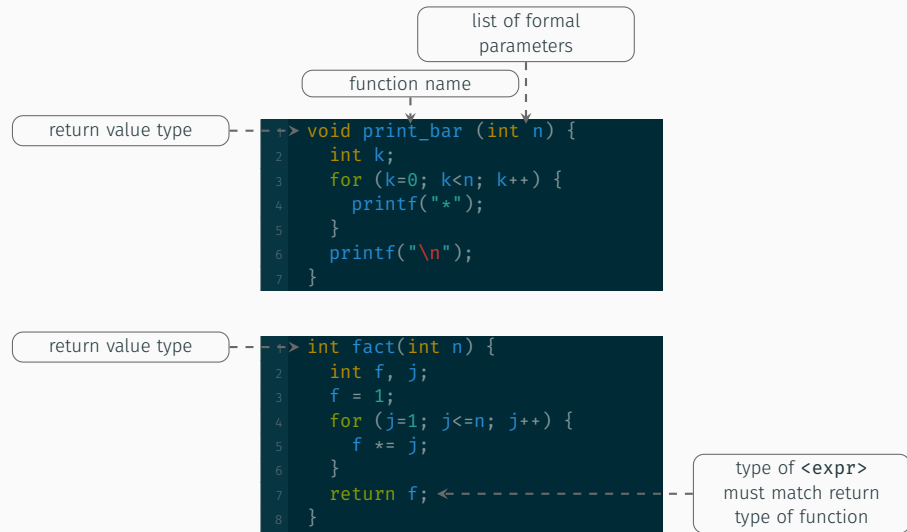 list of formal
parameters
function name
return value type
1 void print_bar (int n) {
2   int k;
3   for (k=0; k<n; k++) {
4     printf("*");
5   }
6   printf("\n");
7 }
return value type
1 int fact(int n) {
2   int f, j;
3   f = 1;
4   for (j=1; j<=n; j++) {
5     f *= j;
6   }
7   return f;
8 }
type of <expr>
must match return
type of function